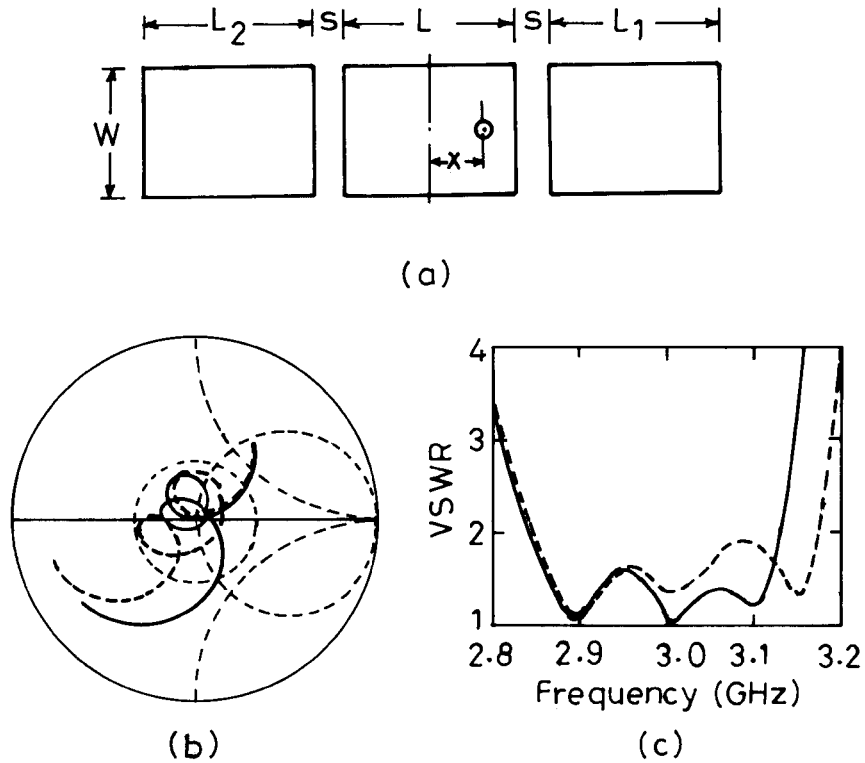 L2 S L S L1
W
X
(a)
4
3
2
1
VSWR
2.8 2.9 3.0 3.1 3.2
Frequency (GHz)
(b)
(c)